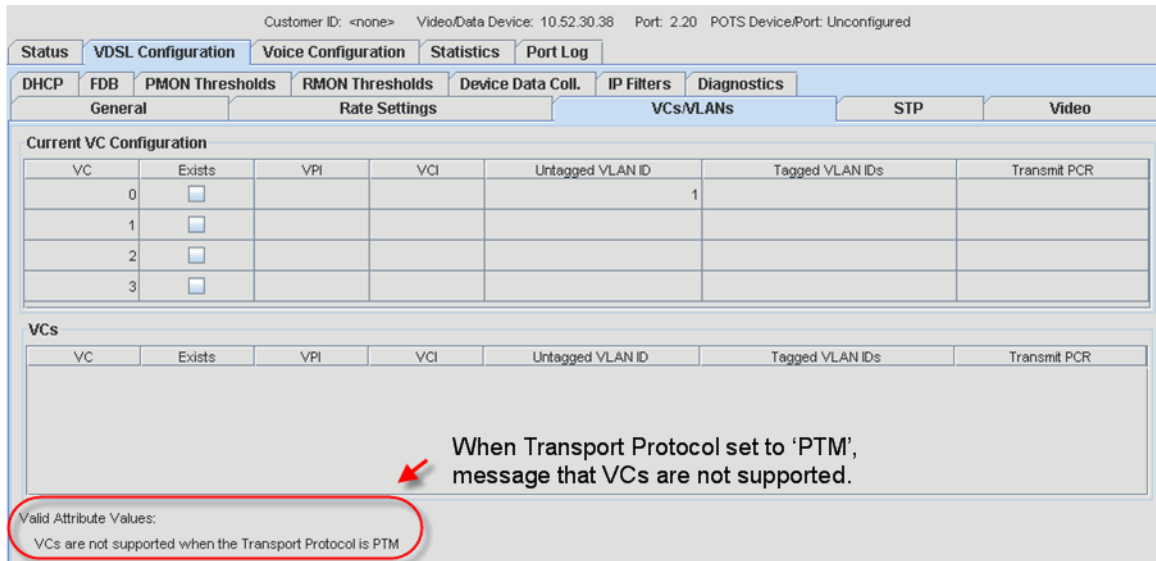 Customer ID: <none> Video/Data Device: 10.52.30.38 Port: 2.20 POTS Device/Port: Unconfigured
Status VDSL Configuration Voice Configuration Statistics Port Log
DHCP FDB PMON Thresholds RMON Thresholds Device Data Coll. IP Filters Diagnostics
General Rate Settings VCs/VLANs STP Video
Current VC Configuration
VC Exists VPI VCI Untagged VLAN ID Tagged VLAN IDs Transmit PCR
0 1
1
2
3
VCs
VC Exists VPI VCI Untagged VLAN ID Tagged VLAN IDs Transmit PCR
When Transport Protocol set to ‘PTM’,
message that VCs are not supported.
Valid Attribute Values:
VCs are not supported when the Transport Protocol is PTM